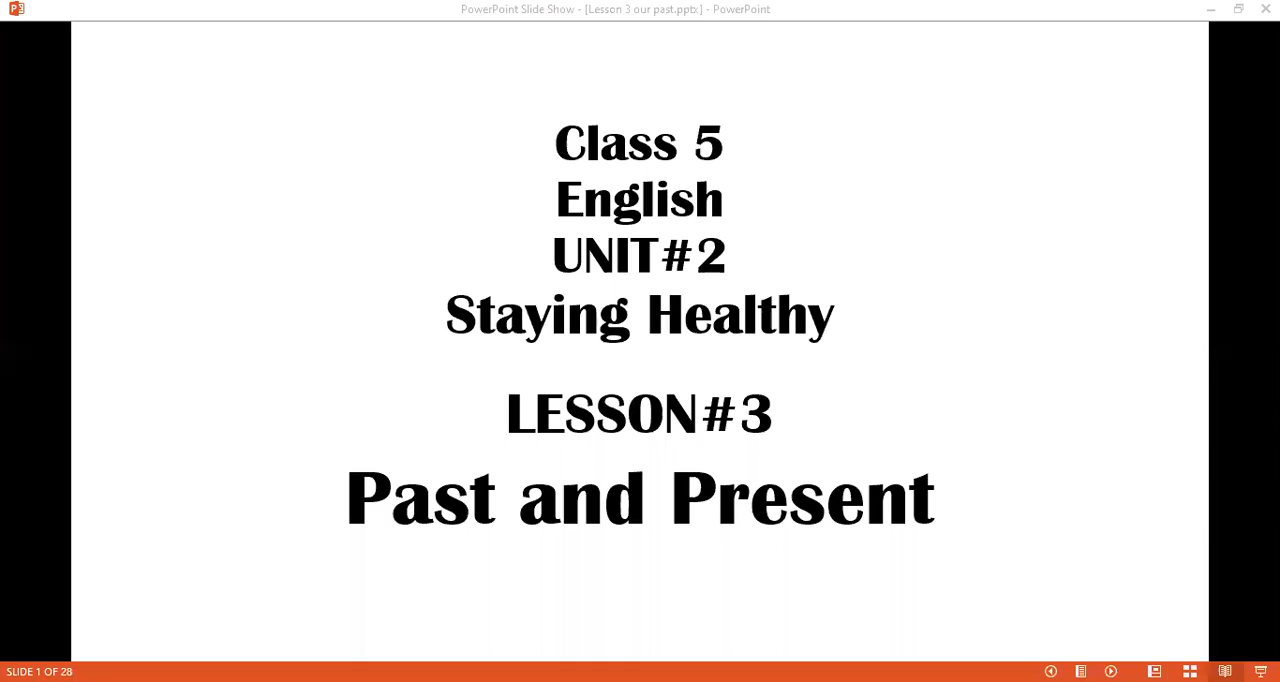 PowerPoint Slide Show - [Lesson 3 our past.pptx] - PowerPoint
Class 5
English
UNIT#2
Staying Healthy
LESSON#3
Past and Present
SLIDE 1 OF 28